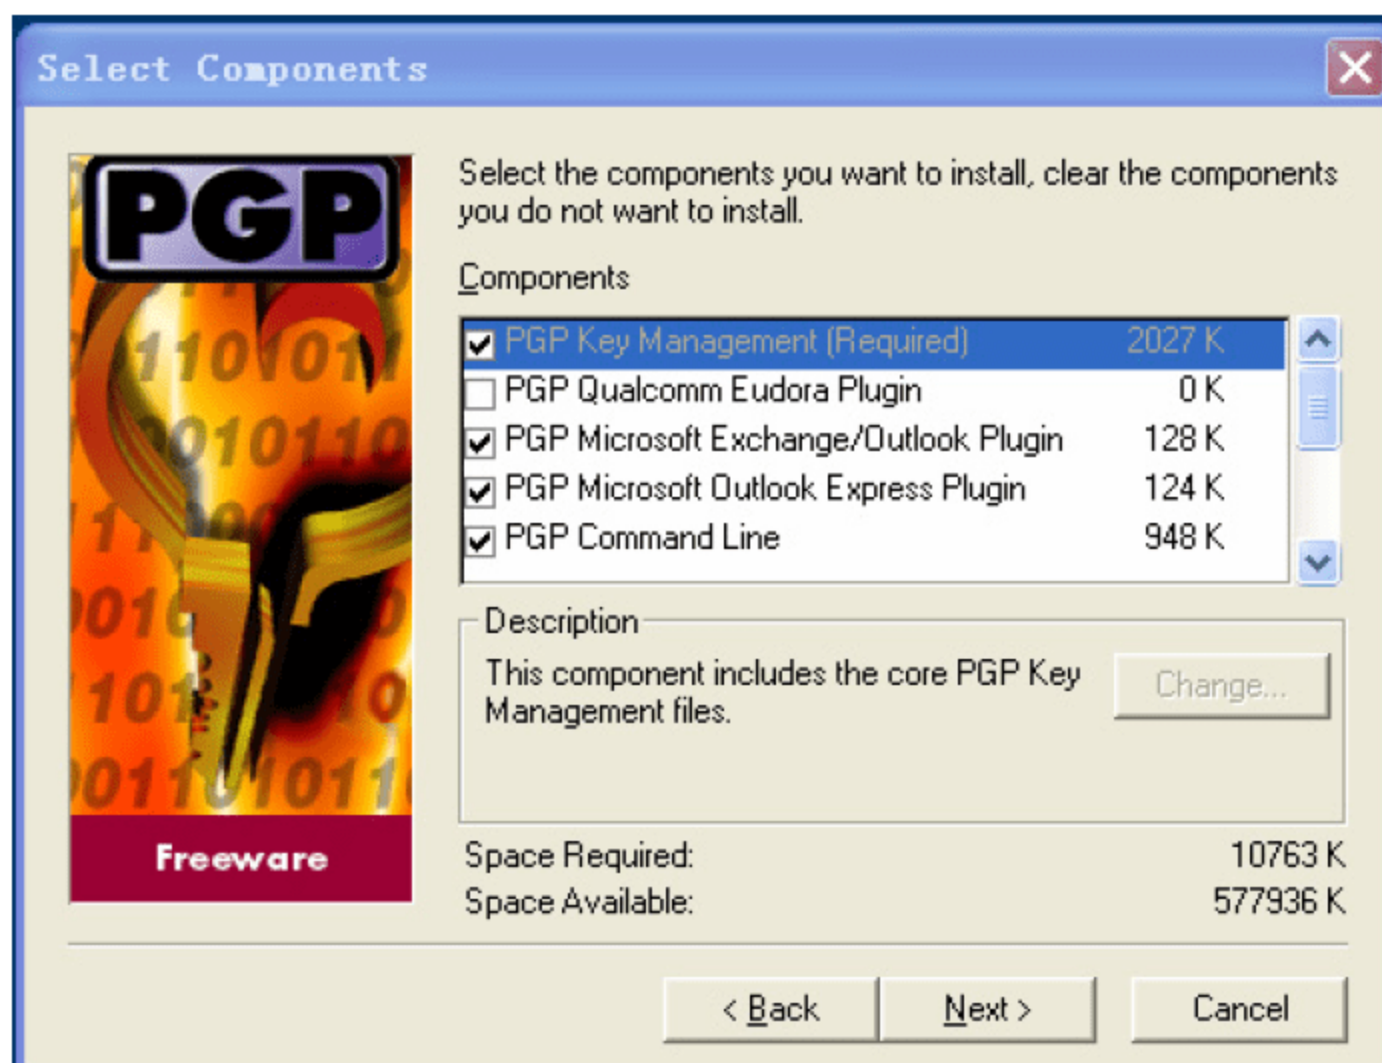 Select Components
PGP
Select the components you want to install, clear the components
you do not want to install.
Components
PGP Key Management (Required) 2027 K
PGP Qualcomm Eudora Plugin 0 K
PGP Microsoft Exchange/Outlook Plugin 128 K
PGP Microsoft Outlook Express Plugin 124 K
PGP Command Line 948 K
Description
This component includes the core PGP Key
Management files.
Change...
Freeware
Space Required: 10763 K
Space Available: 577936 K
< Back
Next >
Cancel